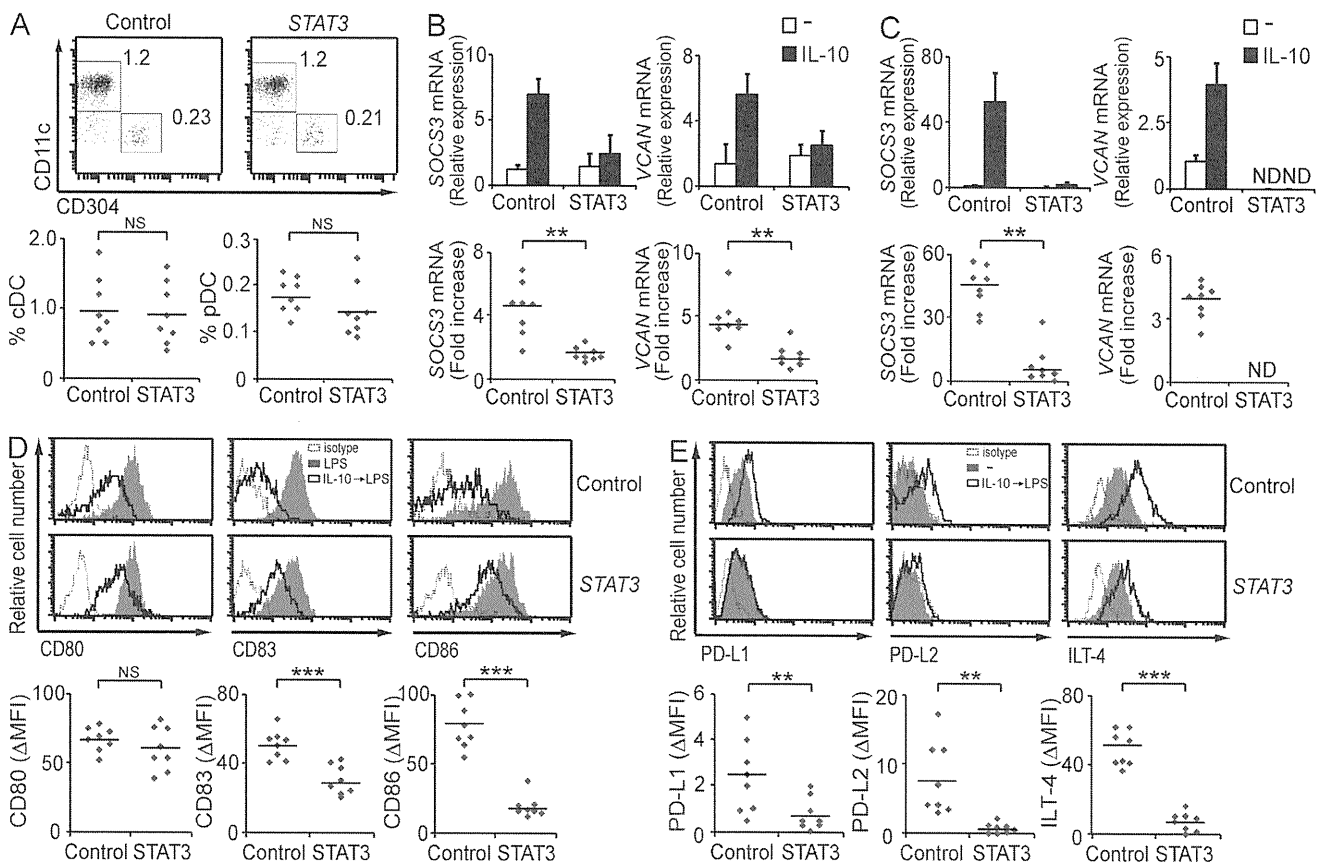 A
Control
STAT3
1.2
0.23
1.2
0.21
CD11c
CD304
% cDC
2.0
1.0
0
NS
Control STAT3
% pDC
0.3
0.2
0.1
0
NS
Control STAT3
B
-
IL-10
SOCS3 mRNA
(Relative expression)
10
5
0
Control STAT3
VCAN mRNA
(Relative expression)
8
6
4
2
0
Control STAT3
SOCS3 mRNA
(Fold increase)
8
4
0
**
Control STAT3
VCAN mRNA
(Fold increase)
10
5
0
**
Control STAT3
C
-
IL-10
SOCS3 mRNA
(Relative expression)
80
40
0
Control STAT3
VCAN mRNA
(Relative expression)
5
2.5
0
NDND
Control STAT3
SOCS3 mRNA
(Fold increase)
60
30
0
**
Control STAT3
VCAN mRNA
(Fold increase)
6
3
0
ND
Control STAT3
D
Relative cell number
isotype
LPS
IL-10→LPS
Control
STAT3
CD80
CD83
CD86
CD80 (ΔMFI)
100
50
0
NS
Control STAT3
CD83 (ΔMFI)
80
40
0
***
Control STAT3
CD86 (ΔMFI)
100
50
0
***
Control STAT3
E
Relative cell number
isotype
-
IL-10→LPS
Control
STAT3
PD-L1
PD-L2
ILT-4
PD-L1 (ΔMFI)
6
4
2
0
**
Control STAT3
PD-L2 (ΔMFI)
20
10
0
**
Control STAT3
ILT-4 (ΔMFI)
80
40
0
***
Control STAT3